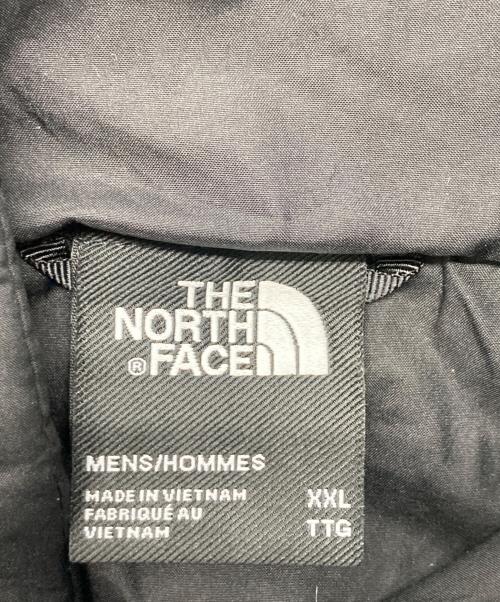 THE
NORTH
® FACE
MENS/HOMMES
MADE IN VIETNAM XXL
FABRIQUÉ AU
VIETNAM TTG